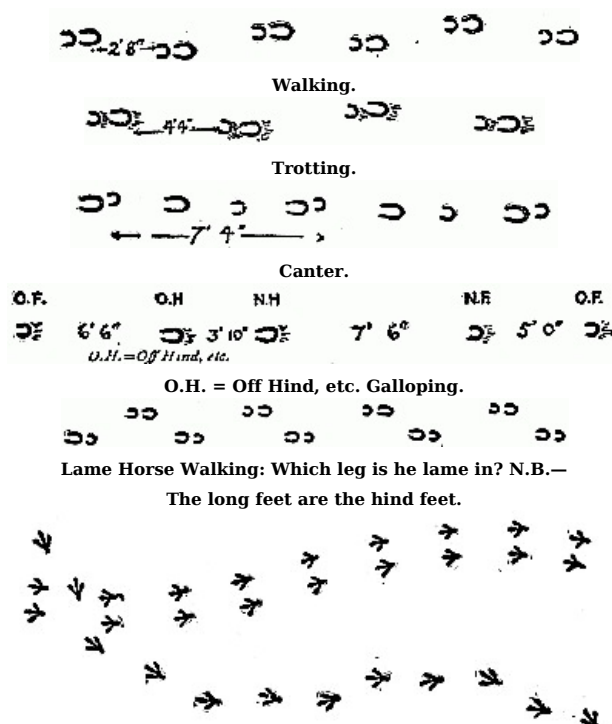 2' 8"
Walking.
4' 4"
Trotting.
7' 4"
Canter.
O.F. O.H N.H N.F. O.F.
6' 6" 3' 10" 7' 6" 5' 0"
O.H.=Off Hind, etc.
O.H. = Off Hind, etc. Galloping.
Lame Horse Walking: Which leg is he lame in? N.B.—
The long feet are the hind feet.